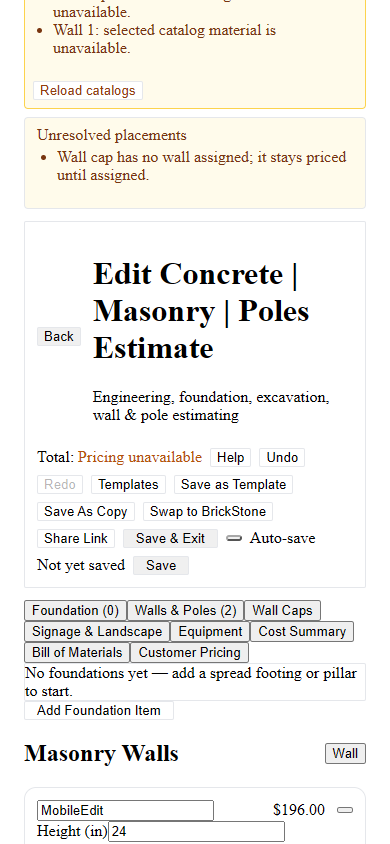 unavailable.
Wall 1: selected catalog material is
unavailable.
Reload catalogs
Unresolved placements
Wall cap has no wall assigned; it stays priced
until assigned.
Back
Edit Concrete |
Masonry | Poles
Estimate
Engineering, foundation, excavation,
wall & pole estimating
Total: Pricing unavailable Help Undo
Redo Templates Save as Template
Save As Copy Swap to BrickStone
Share Link Save & Exit Auto-save
Not yet saved Save
Foundation (0) Walls & Poles (2) Wall Caps
Signage & Landscape Equipment Cost Summary
Bill of Materials Customer Pricing
No foundations yet — add a spread footing or pillar
to start.
Add Foundation Item
Masonry Walls Wall
MobileEdit $196.00
Height (in) 24